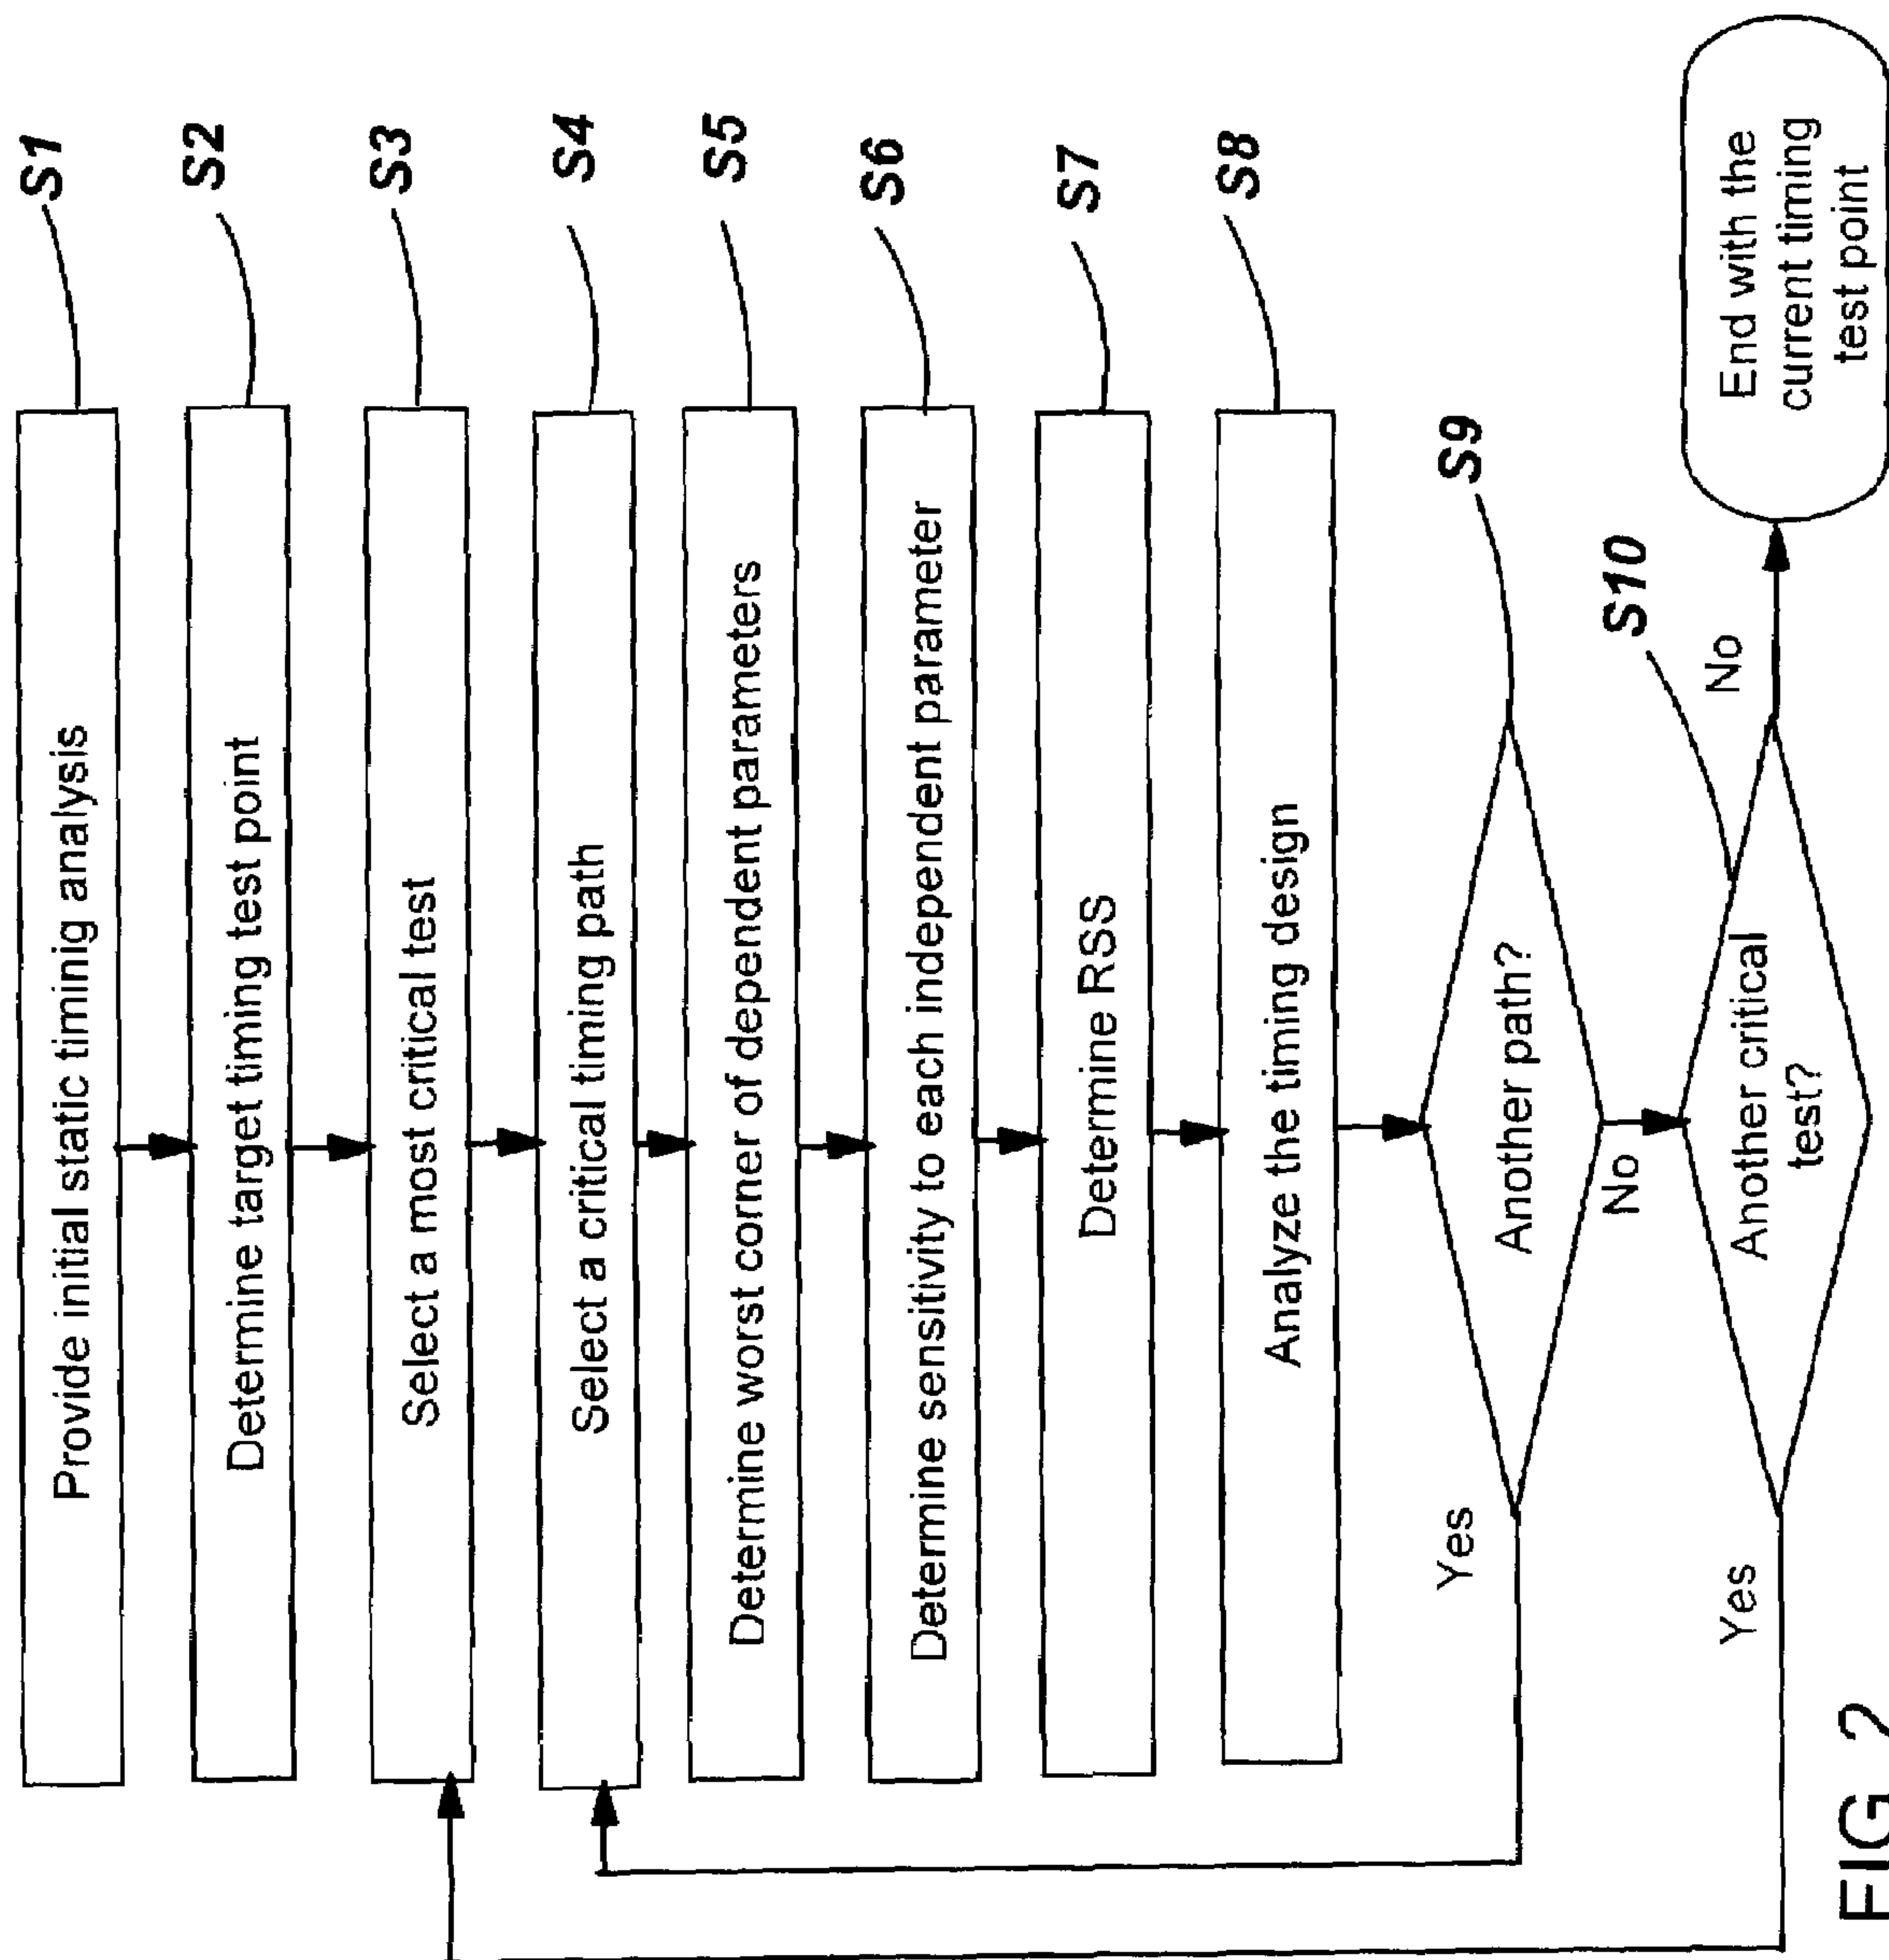 Provide initial static timinig analysis
S1
Determine target timing test point
S2
Select a most critical test
S3
Select a critical timing path
S4
Determine worst corner of dependent parameters
S5
Determine sensitivity to each independent parameter
S6
Determine RSS
S7
Analyze the timing design
S8
Another path?
S9
Yes
No
Another critical
test?
S10
Yes
No
End with the
current timing
test point
FIG. 2